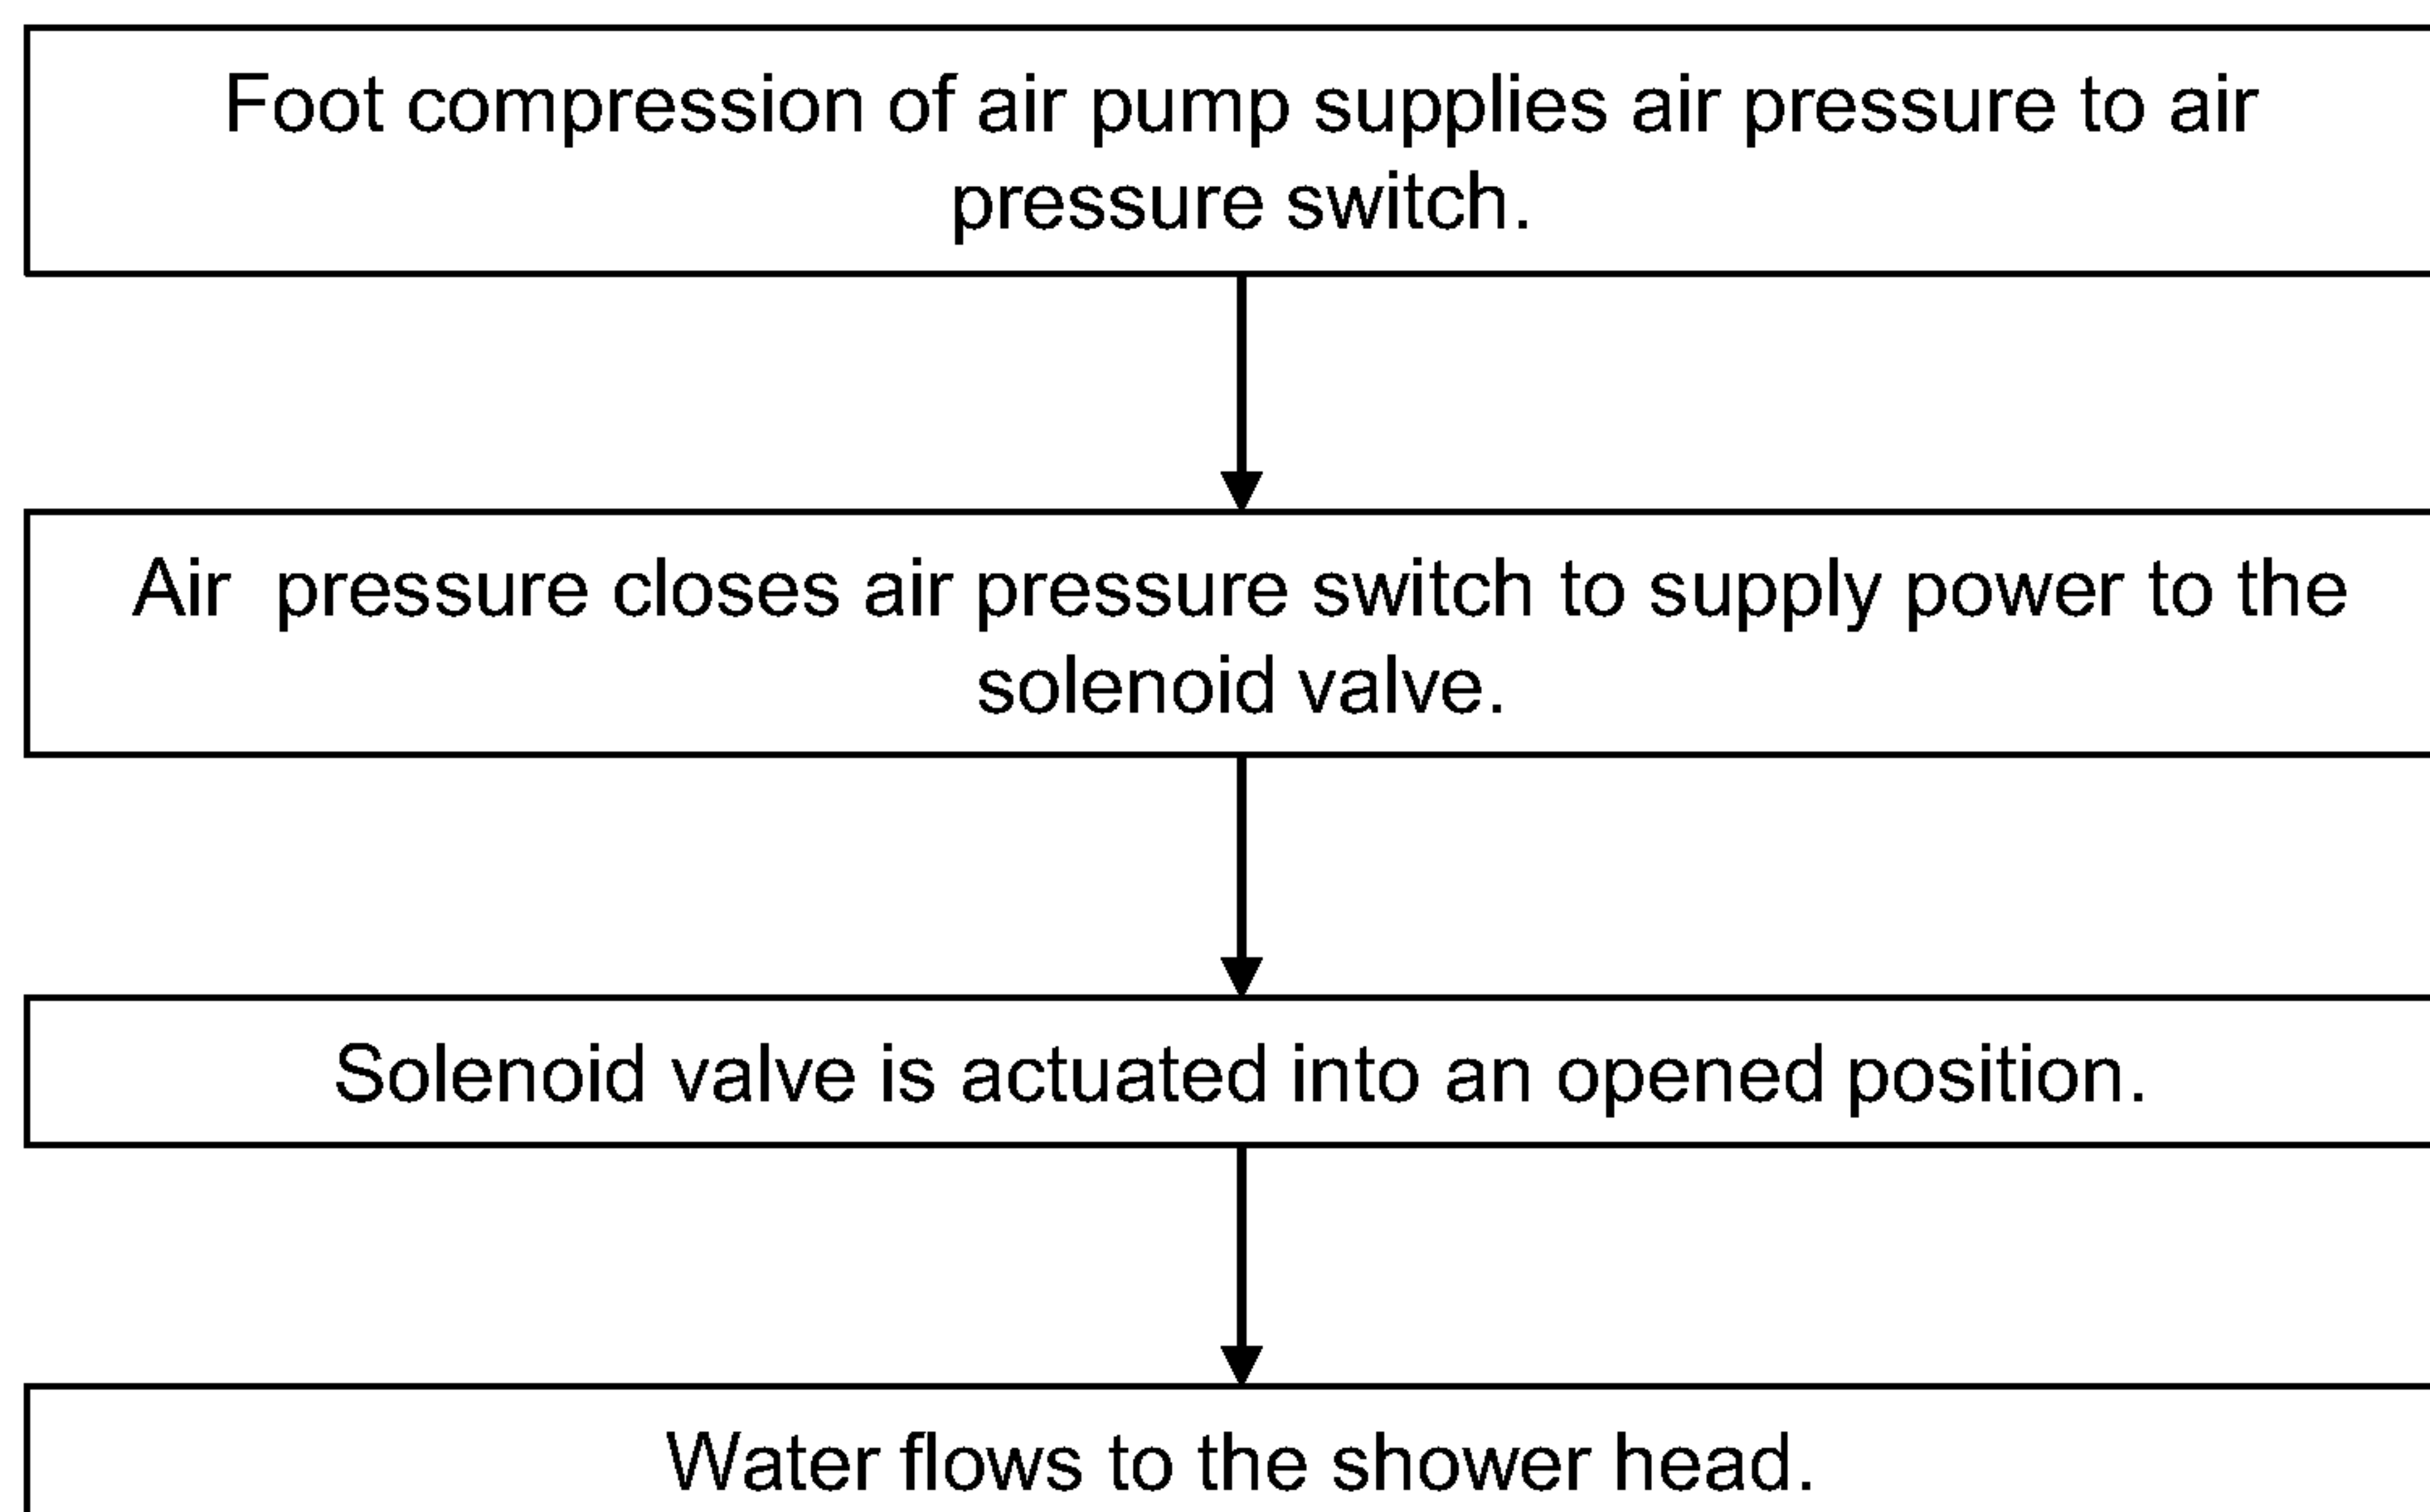 Foot compression of air pump supplies air pressure to air
pressure switch.
Air pressure closes air pressure switch to supply power to the
solenoid valve.
Solenoid valve is actuated into an opened position.
Water flows to the shower head.